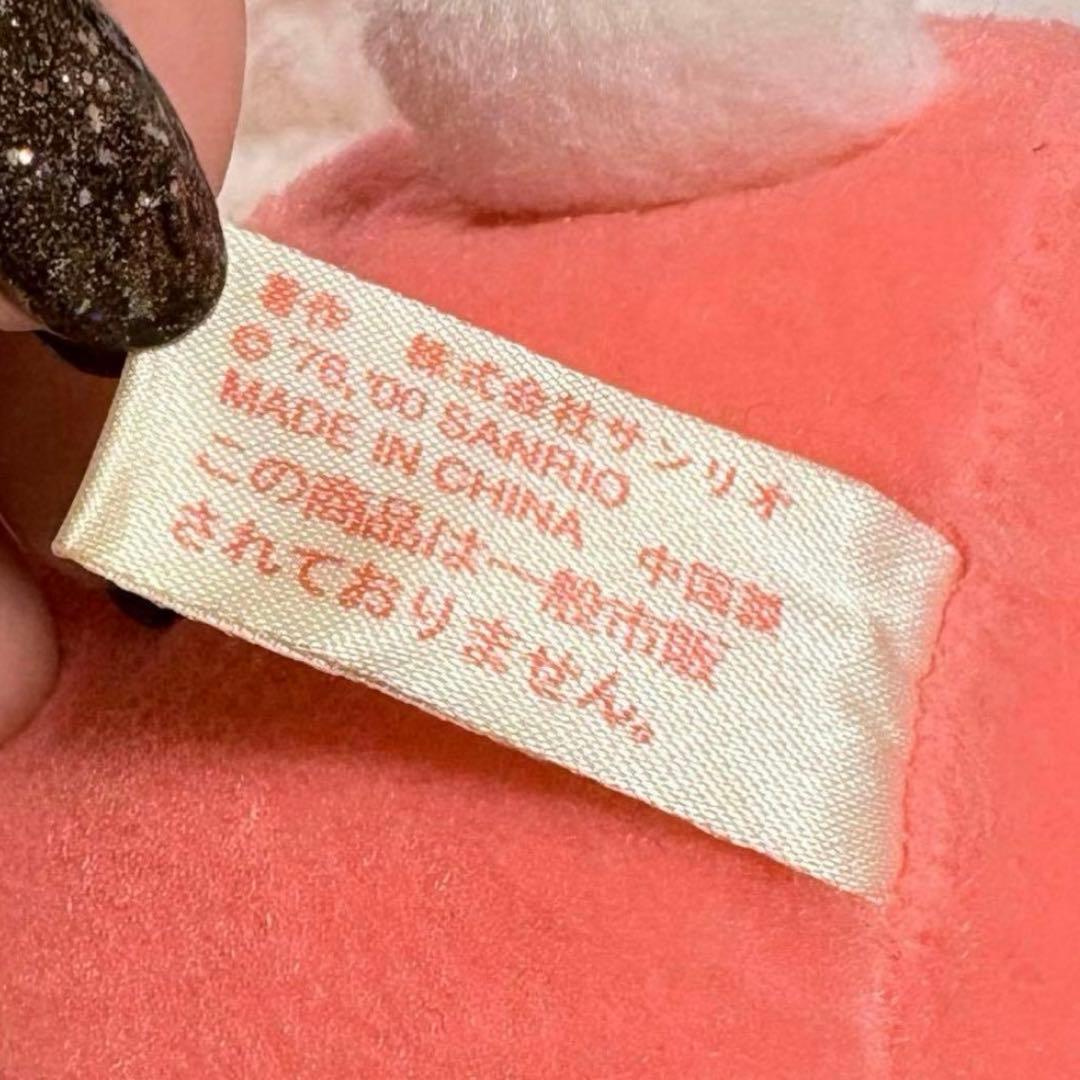 著作 株式会社サンリオ
© '76, '00 SANRIO
MADE IN CHINA 中国製
この商品は一般市販
されておりません。